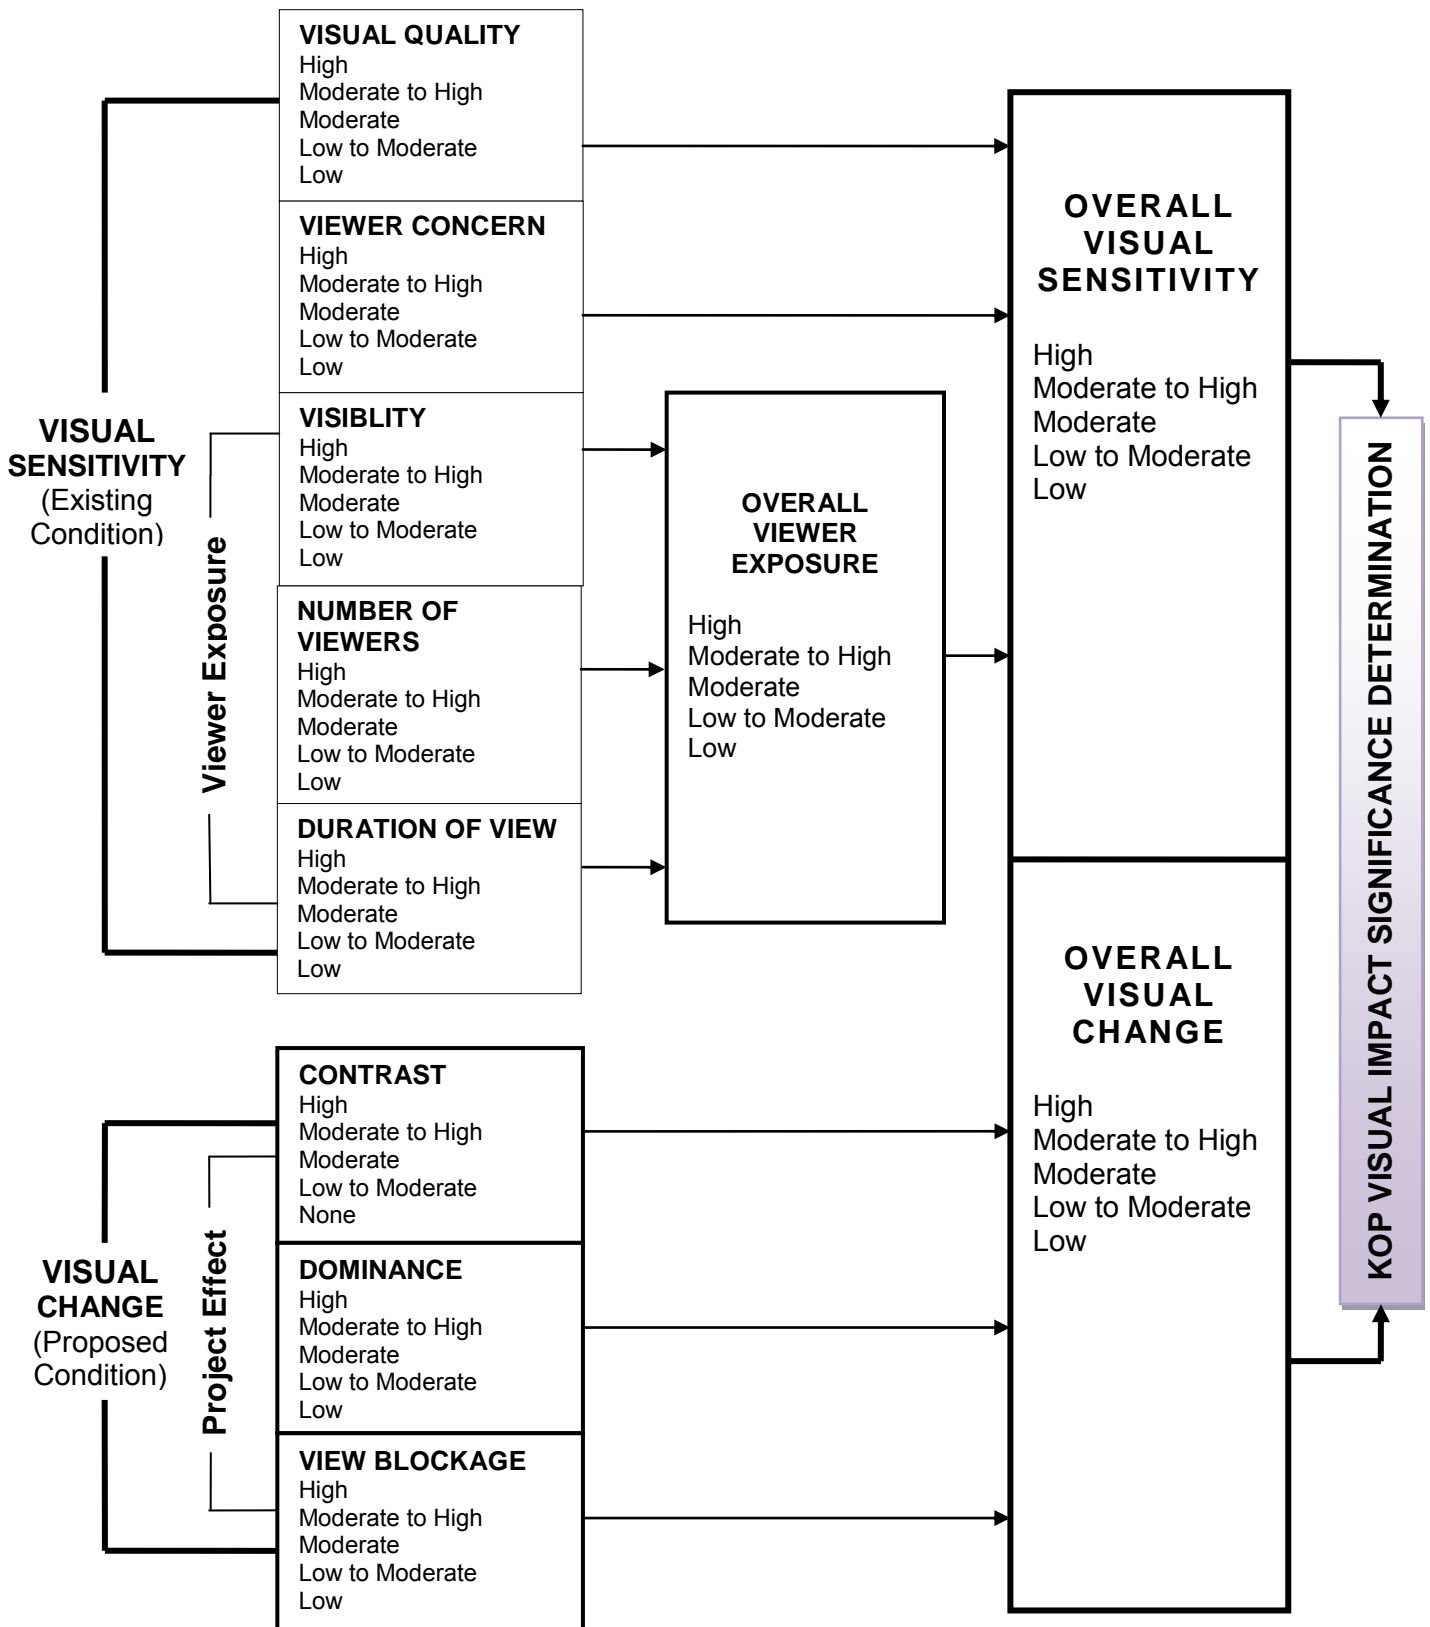 VISUAL QUALITY
High
Moderate to High
Moderate
Low to Moderate
Low
VIEWER CONCERN
High
Moderate to High
Moderate
Low to Moderate
Low
VISUAL
SENSITIVITY
(Existing
Condition)
Viewer Exposure
VISIBLITY
High
Moderate to High
Moderate
Low to Moderate
Low
NUMBER OF
VIEWERS
High
Moderate to High
Moderate
Low to Moderate
Low
DURATION OF VIEW
High
Moderate to High
Moderate
Low to Moderate
Low
OVERALL
VIEWER
EXPOSURE
High
Moderate to High
Moderate
Low to Moderate
Low
OVERALL
VISUAL
SENSITIVITY
High
Moderate to High
Moderate
Low to Moderate
Low
VISUAL
CHANGE
(Proposed
Condition)
Project Effect
CONTRAST
High
Moderate to High
Moderate
Low to Moderate
None
DOMINANCE
High
Moderate to High
Moderate
Low to Moderate
Low
VIEW BLOCKAGE
High
Moderate to High
Moderate
Low to Moderate
Low
OVERALL
VISUAL
CHANGE
High
Moderate to High
Moderate
Low to Moderate
Low
KOP VISUAL IMPACT SIGNIFICANCE DETERMINATION